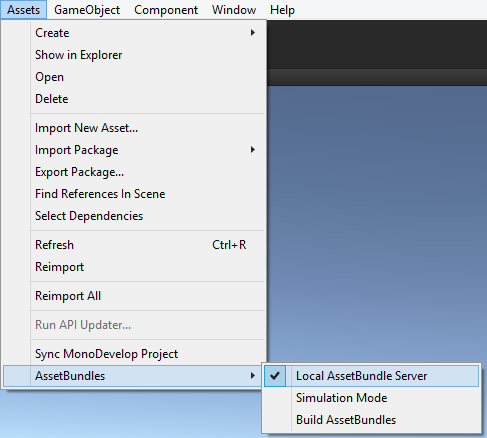 Assets GameObject Component Window Help
Create
Show in Explorer
Open
Delete
Import New Asset...
Import Package
Export Package...
Find References In Scene
Select Dependencies
Refresh Ctrl+R
Reimport
Reimport All
Run API Updater...
Sync MonoDevelop Project
AssetBundles
Local AssetBundle Server
Simulation Mode
Build AssetBundles